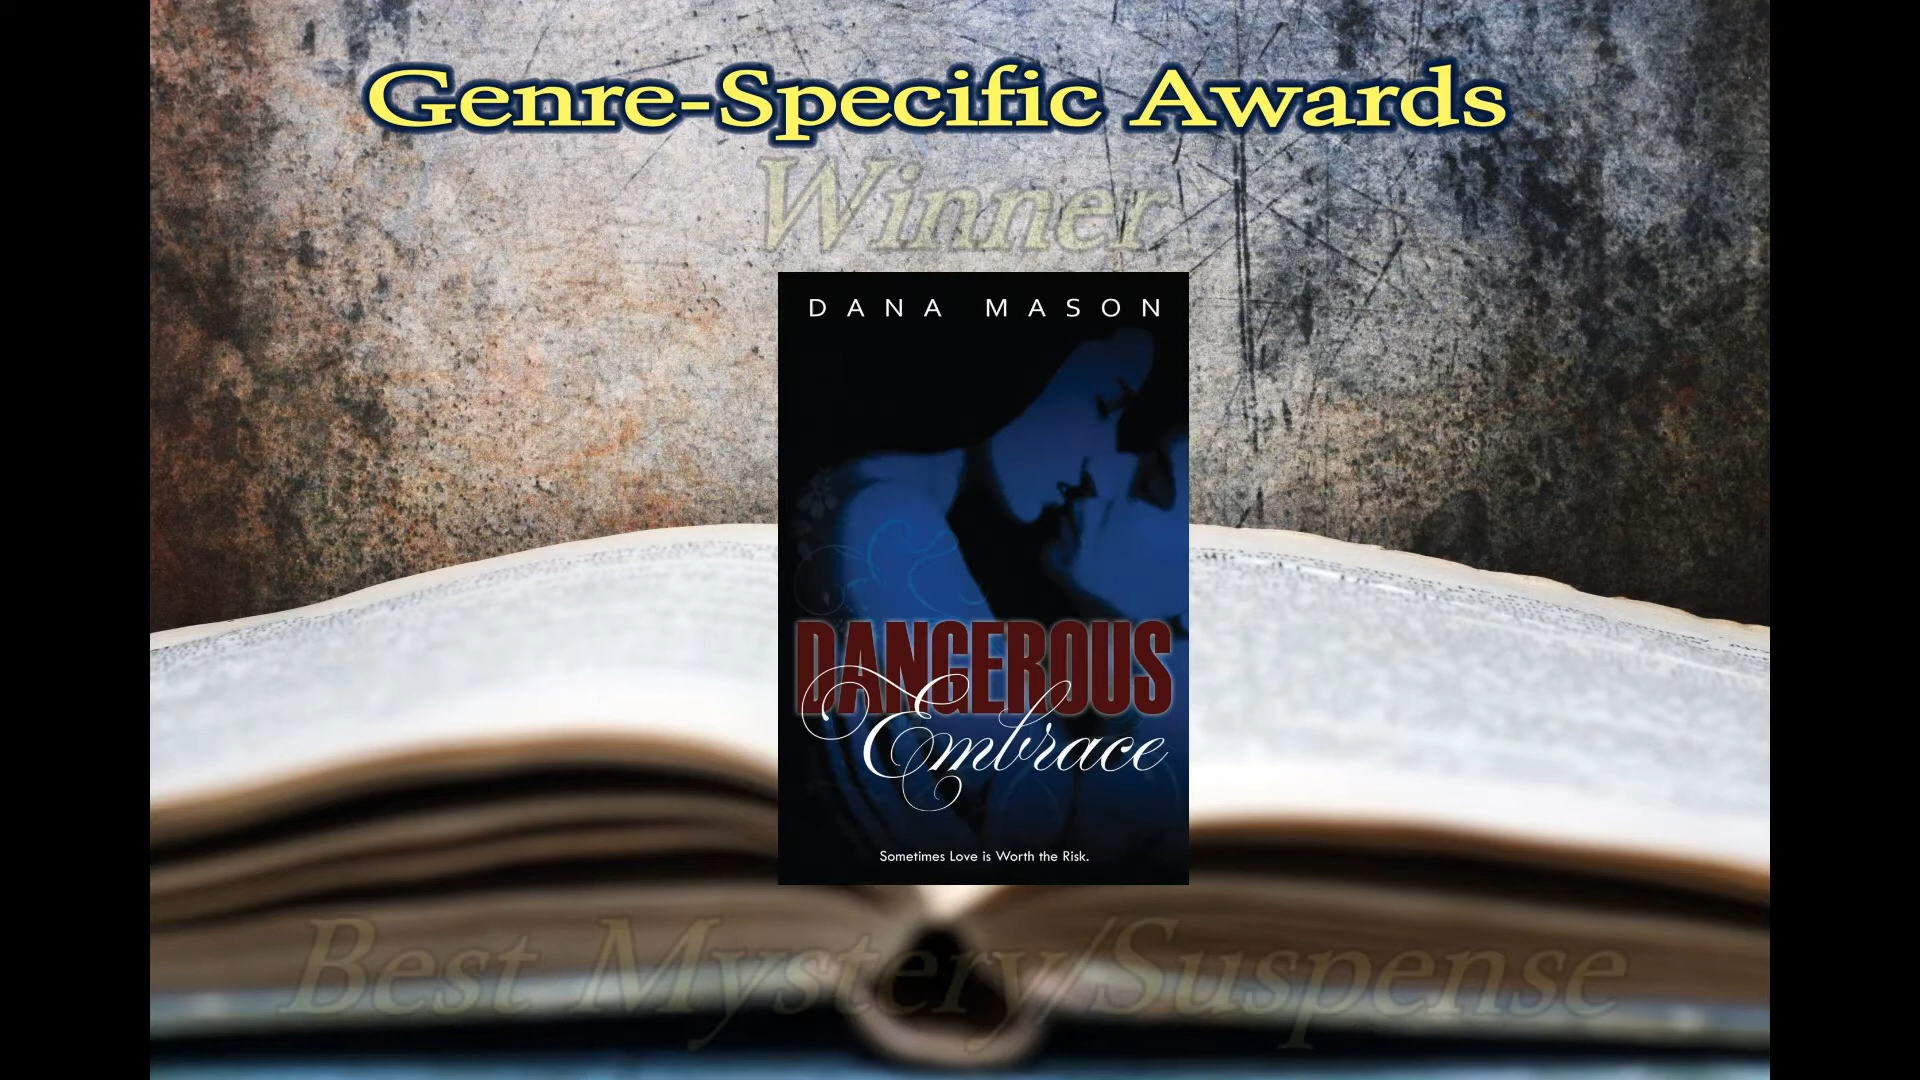 Genre-Specific Awards
Winner
DANA MASON
DANGEROUS
Embrace
Sometimes Love is Worth the Risk.
Best Mystery/Suspense